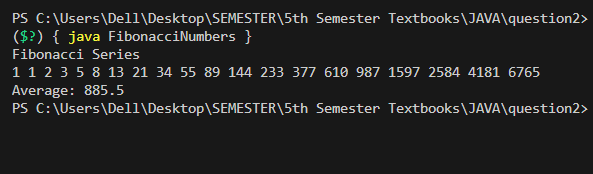 PS C:\Users\Dell\Desktop\SEMESTER\5th Semester Textbooks\JAVA\question2>
($?) { java FibonacciNumbers }
Fibonacci Series
1 1 2 3 5 8 13 21 34 55 89 144 233 377 610 987 1597 2584 4181 6765
Average: 885.5
PS C:\Users\Dell\Desktop\SEMESTER\5th Semester Textbooks\JAVA\question2>